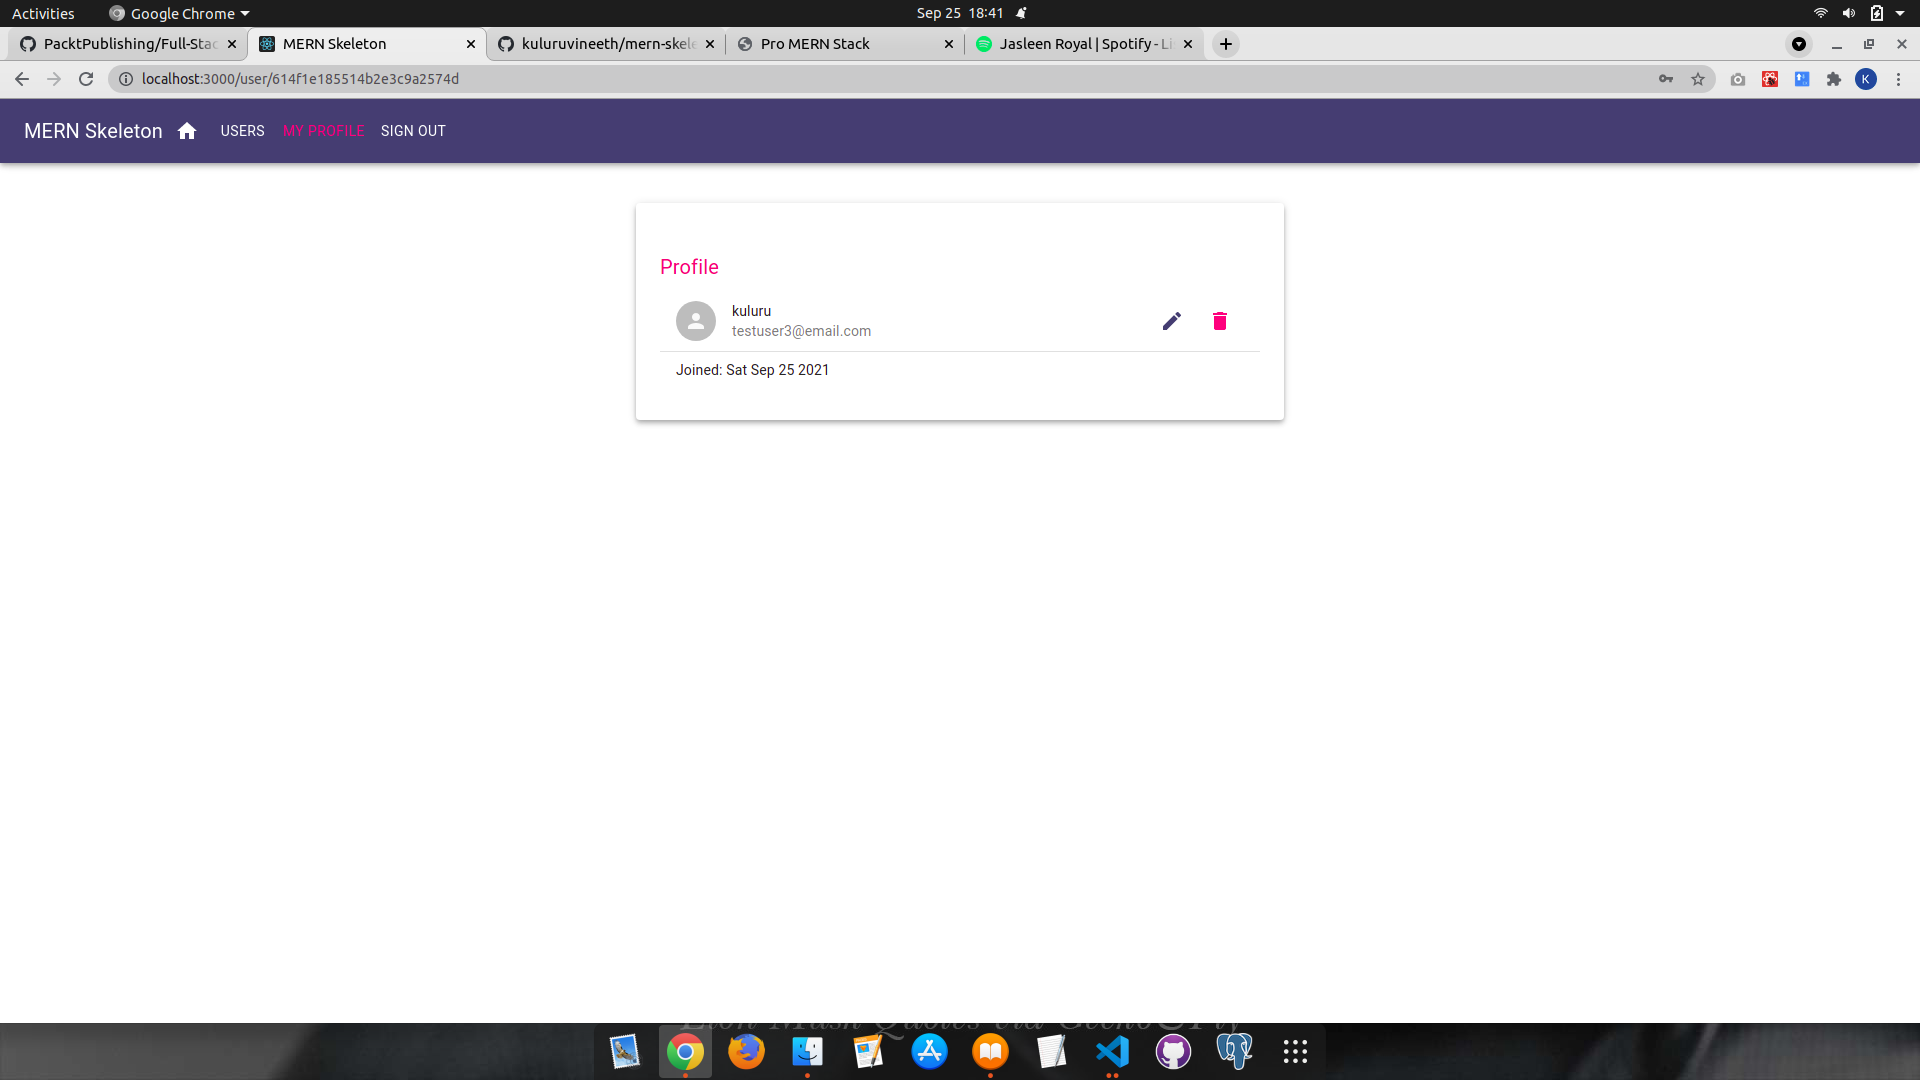 Activities
Google Chrome
Sep 25 18:41
PacktPublishing/Full-Stac
MERN Skeleton
kuluruvineeth/mern-skele
Pro MERN Stack
Jasleen Royal | Spotify - Li
localhost:3000/user/614f1e185514b2e3c9a2574d
K
MERN Skeleton
USERS
MY PROFILE
SIGN OUT
Profile
kuluru
testuser3@email.com
Joined: Sat Sep 25 2021